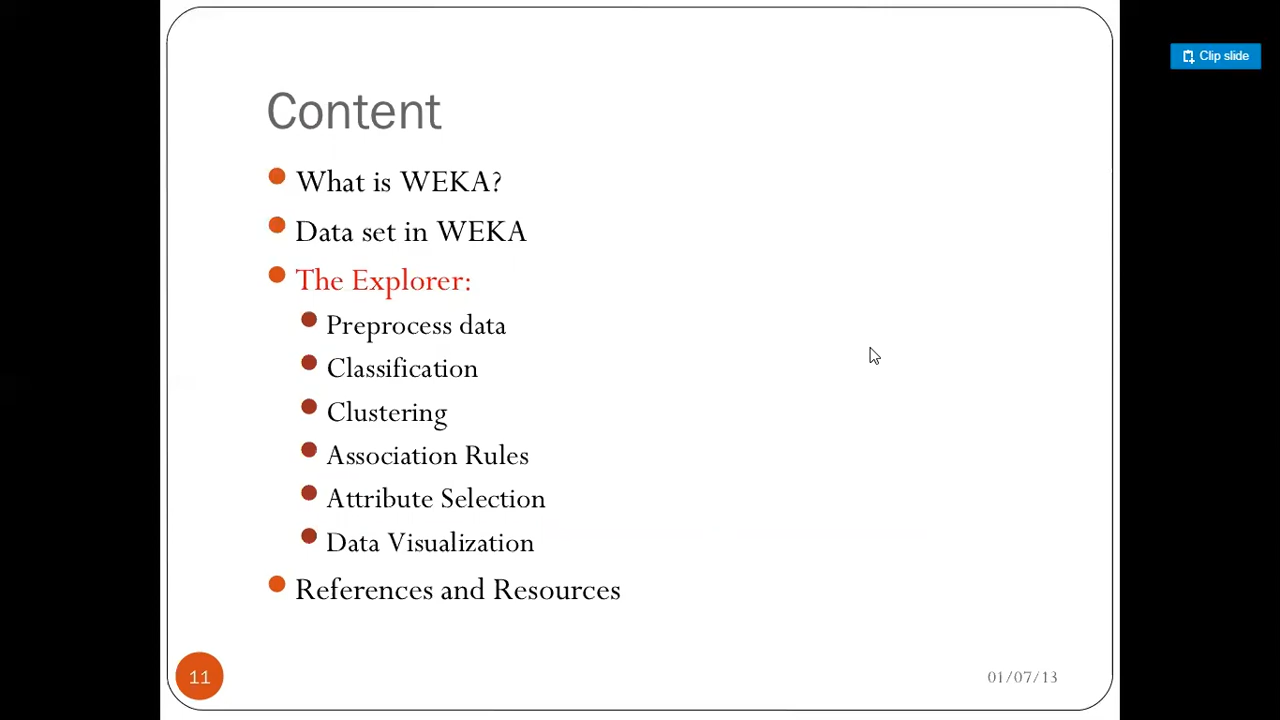 Clip slide
Content
What is WEKA?
Data set in WEKA
The Explorer:
Preprocess data
Classification
Clustering
Association Rules
Attribute Selection
Data Visualization
References and Resources
11
01/07/13